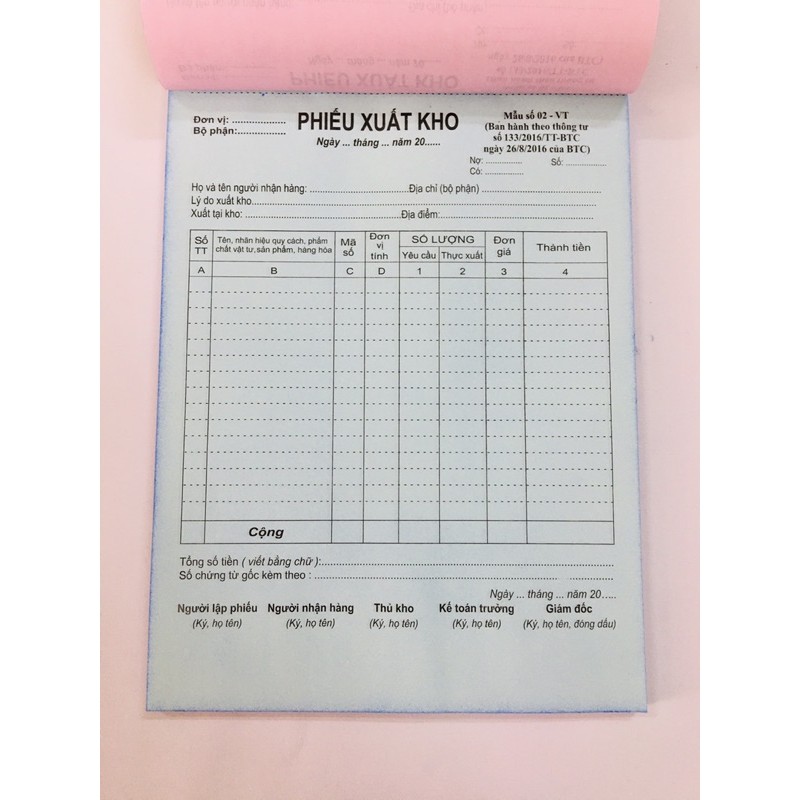 Đơn vị: ..................
Bộ phận:................
PHIẾU XUẤT KHO
Ngày ... tháng ... năm 20......
Mẫu số 02 - VT
(Ban hành theo thông tư
số 133/2016/TT-BTC
ngày 26/8/2016 của BTC)
Nợ: ............... Số: ................
Có: ................
Họ và tên người nhận hàng: ..............................Địa chỉ (bộ phận) ....................................
Lý do xuất kho..........................................................................................................
Xuất tại kho: ................................................Địa điểm:...............................................
Số TT
Tên, nhãn hiệu quy cách, phẩm chất vật tư,sản phẩm, hàng hóa
Mã số
Đơn vị tính
SỐ LƯỢNG
Yêu cầu Thực xuất
Đơn giá
Thành tiền
A B C D 1 2 3 4
Cộng
Tổng số tiền ( viết bằng chữ ):...............................................................................
Số chứng từ gốc kèm theo : ................................................................ ............
Ngày ... tháng ... năm 20.....
Người lập phiếu Người nhận hàng Thủ kho Kế toán trưởng Giám đốc
(Ký, họ tên) (Ký, họ tên) (Ký, họ tên) (Ký, họ tên) (Ký, họ tên, đóng dấu)